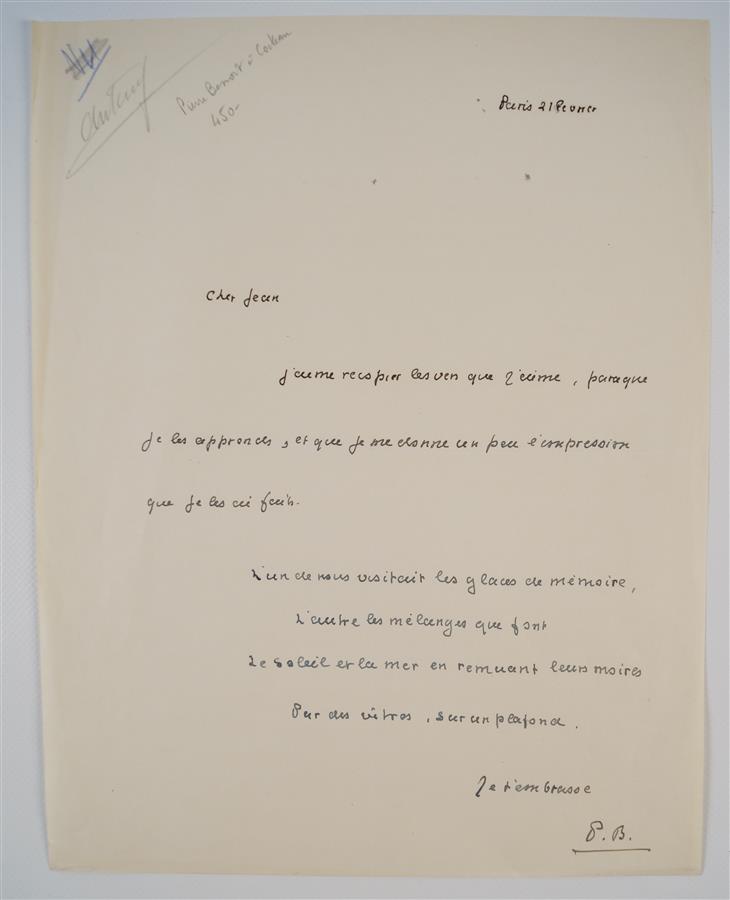 Pierre Benoit à Cocteau
450-
Paris 21 Février
Cher Jean
J'aime recopier les vers que j'aime, parce que
je les apprends, et que je me donne un peu l'impression
que je les ai faits.
L'un de nous visitait les glaces de mémoire,
L'autre les mélanges que font
Le soleil et la mer en remuant leurs moires
Par des vitres, sur un plafond.
Je t'embrasse
P. B.